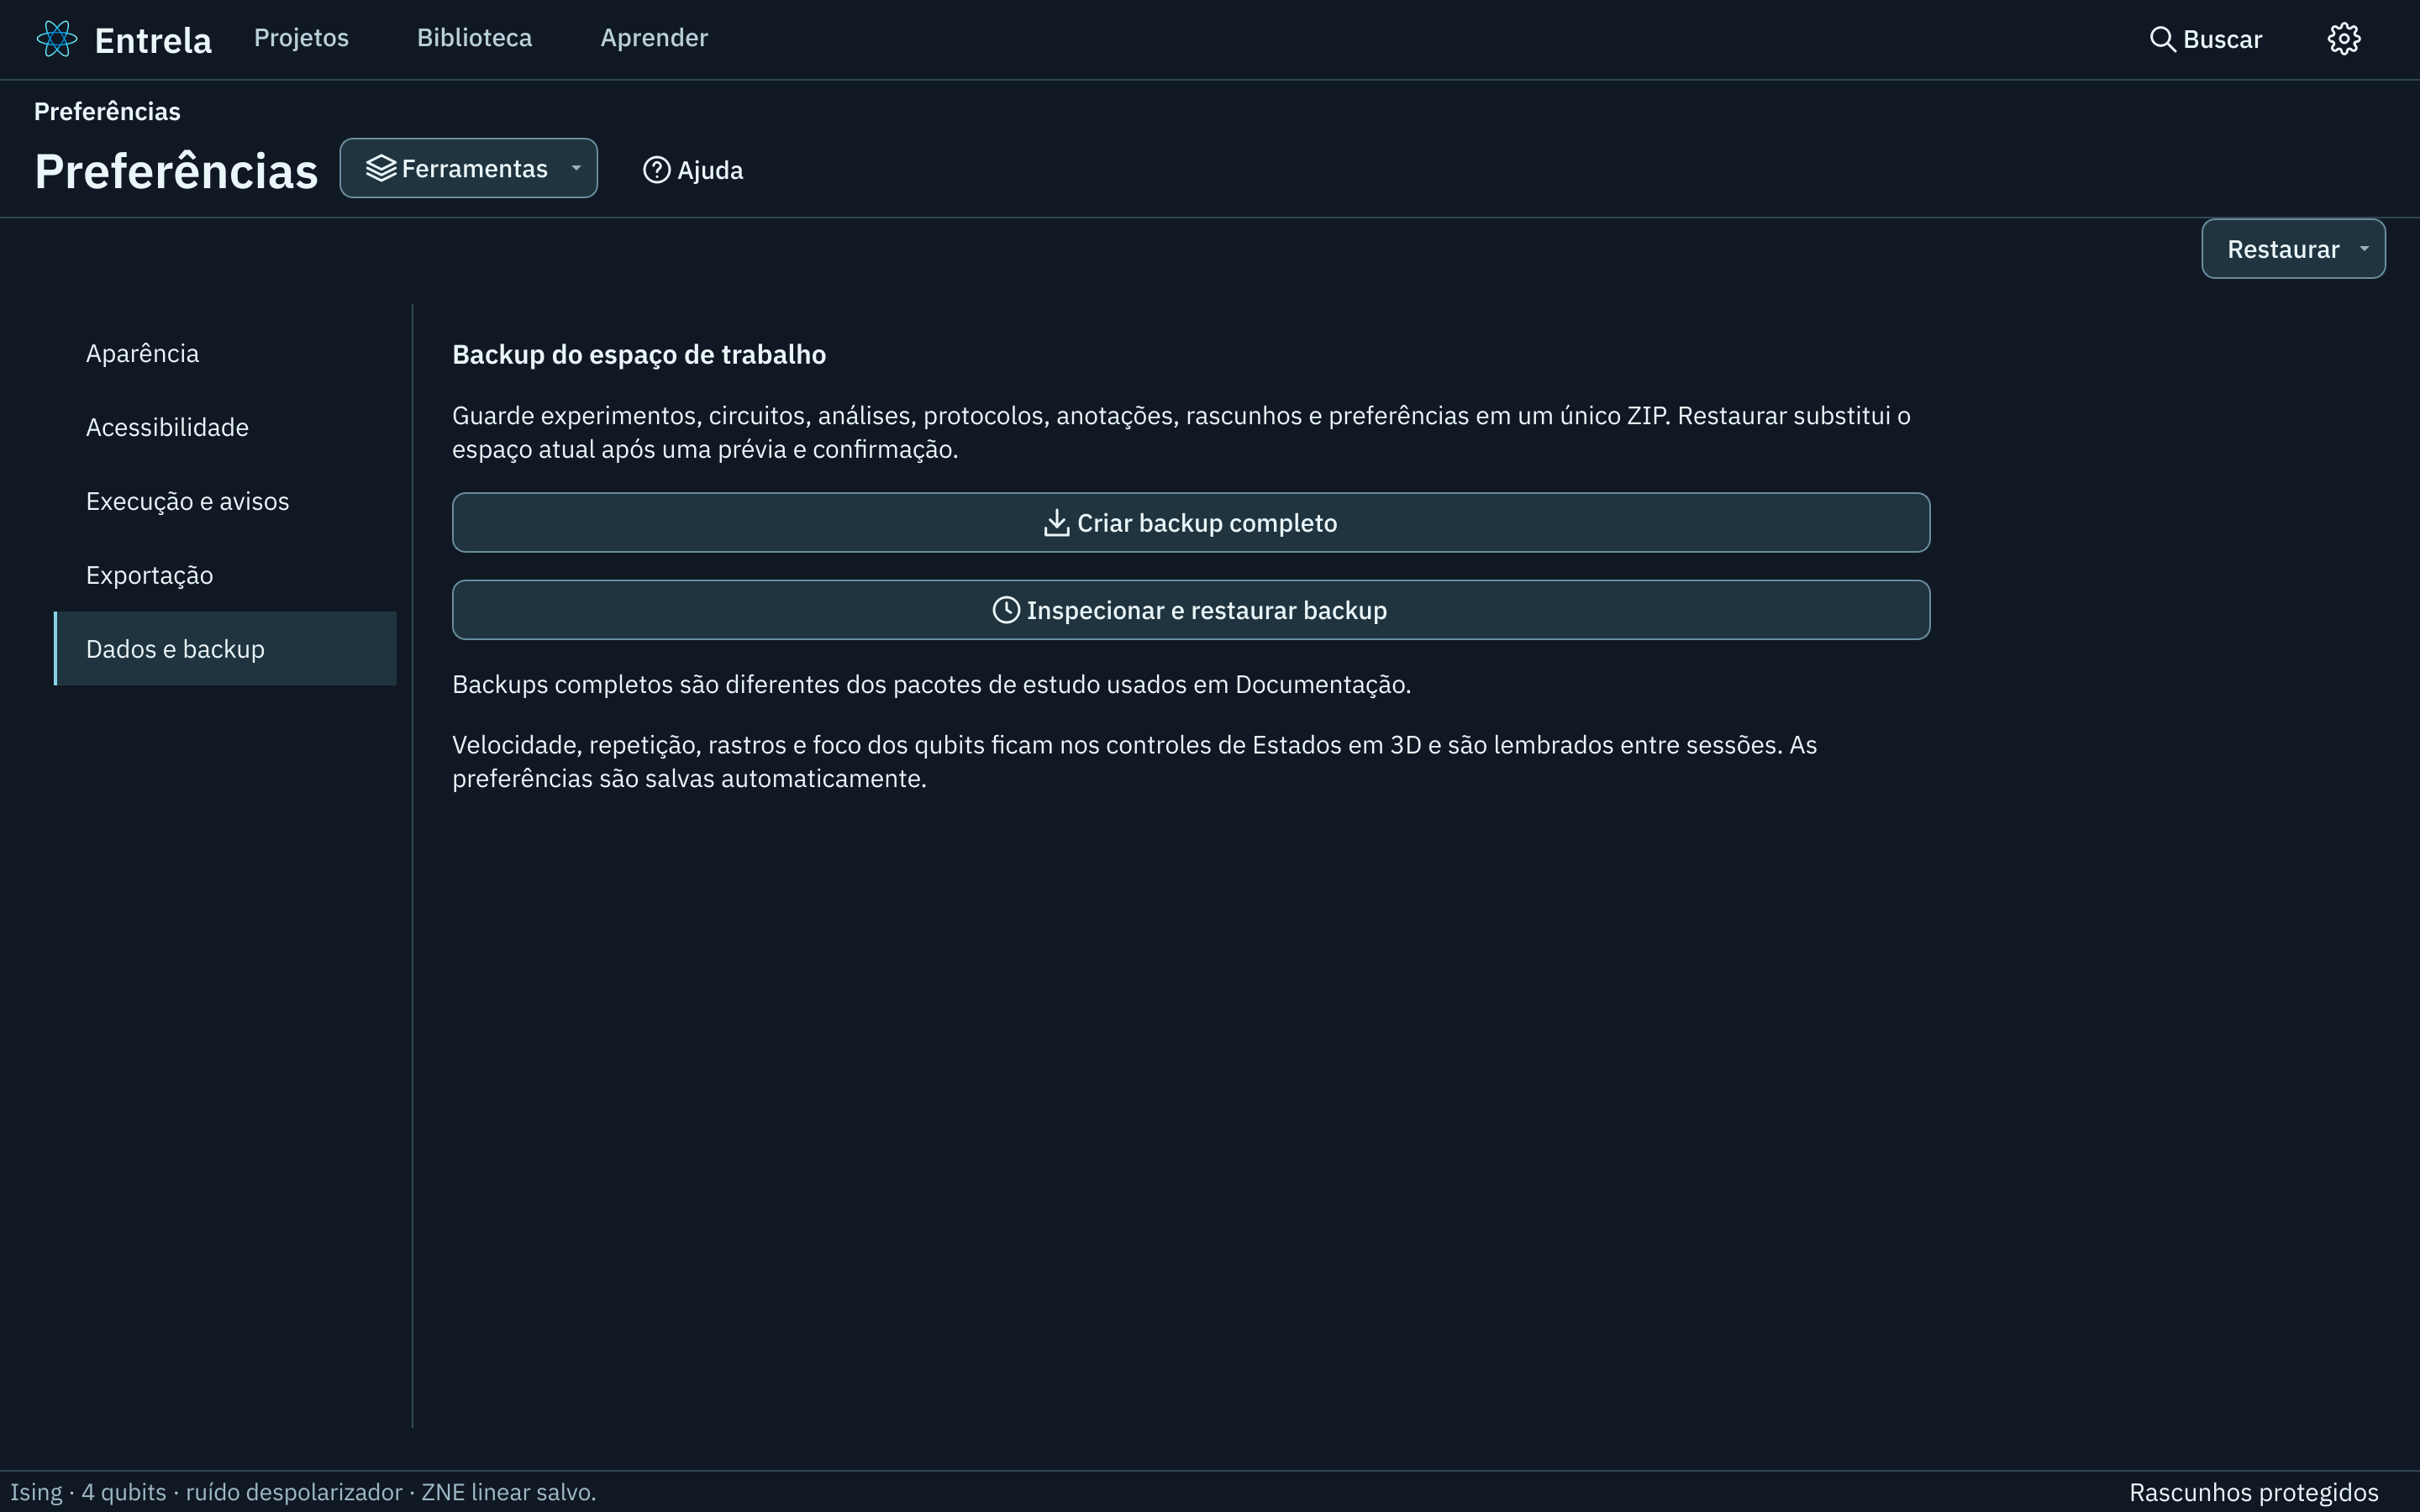 Entrela
Projetos
Biblioteca
Aprender
Buscar
Preferências
Preferências
Ferramentas
Ajuda
Restaurar
Aparência
Acessibilidade
Execução e avisos
Exportação
Dados e backup
Backup do espaço de trabalho
Guarde experimentos, circuitos, análises, protocolos, anotações, rascunhos e preferências em um único ZIP. Restaurar substitui o
espaço atual após uma prévia e confirmação.
Criar backup completo
Inspecionar e restaurar backup
Backups completos são diferentes dos pacotes de estudo usados em Documentação.
Velocidade, repetição, rastros e foco dos qubits ficam nos controles de Estados em 3D e são lembrados entre sessões. As
preferências são salvas automaticamente.
Ising · 4 qubits · ruído despolarizador · ZNE linear salvo.
Rascunhos protegidos